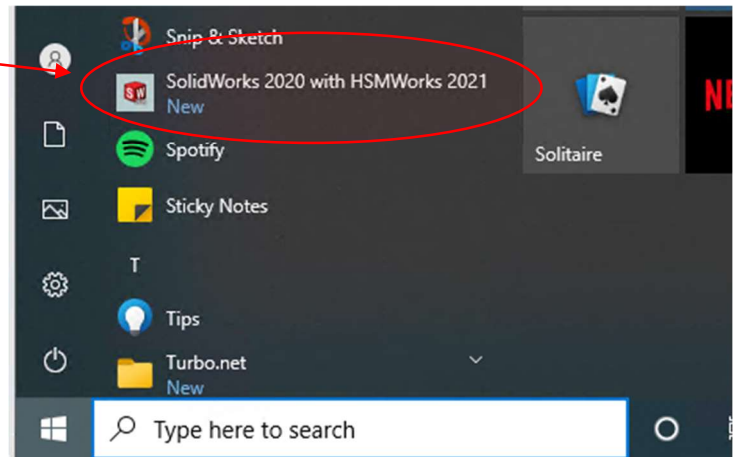 Snip & Sketch
SW
SolidWorks 2020 with HSMWorks 2021
New
Spotify
Solitaire
Sticky Notes
T
Tips
Turbo.net
New
Type here to search